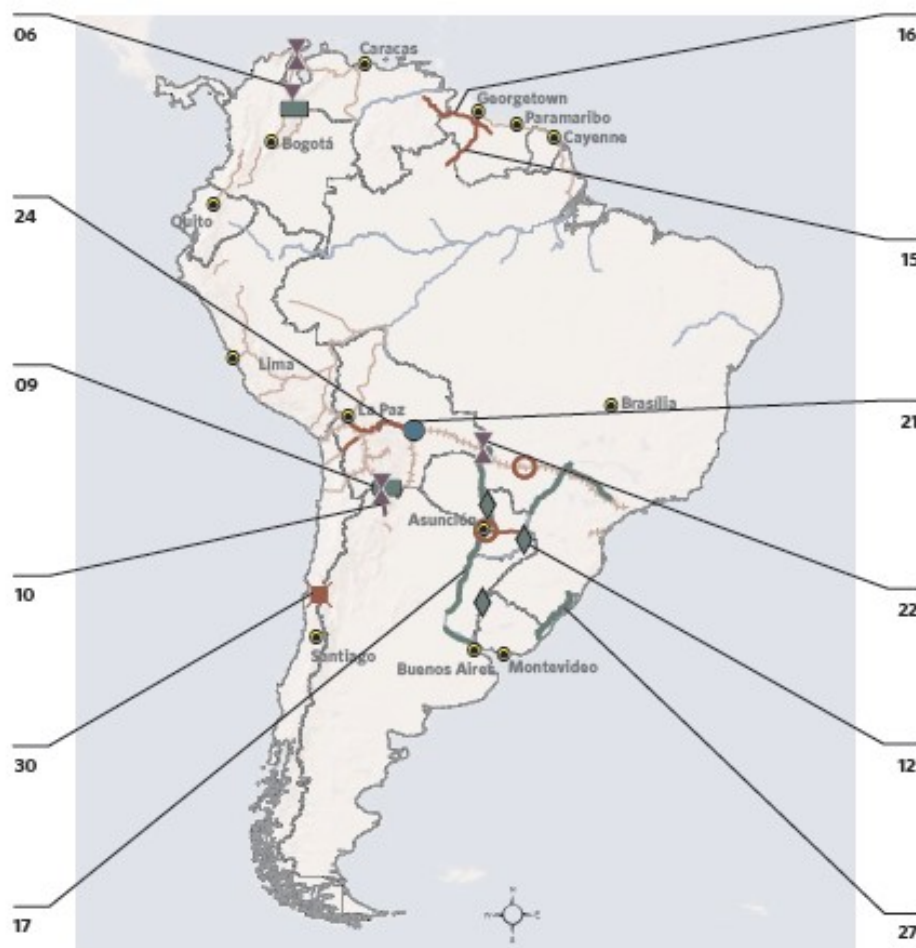 06
16
Caracas
Georgetown
Paramaribo
Cayenne
Bogotá
24
Quito
15
Lima
09
La Paz
Brasília
21
Asunción
10
22
Santiago
Buenos Aires
Montevideo
30
12
17
27